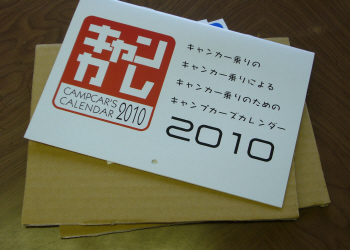 キャン
カレ
CAMPCAR'S
CALENDAR 2010
キャンカー乗りの
キャンカー乗りによる
キャンカー乗りのための
キャンプカーズカレンダー
2010